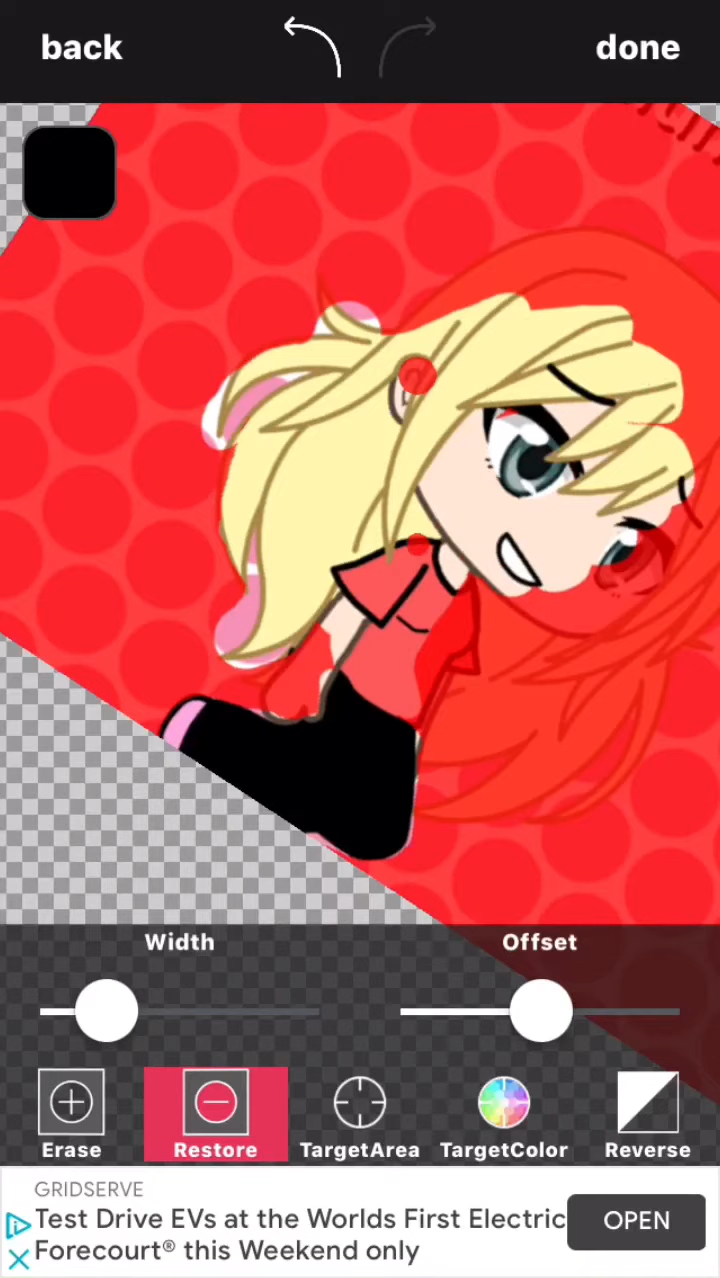 back
done
Width
Offset
Erase
Restore
TargetArea
TargetColor
Reverse
GRIDSERVE
Test Drive EVs at the Worlds First Electric
Forecourt® this Weekend only
OPEN